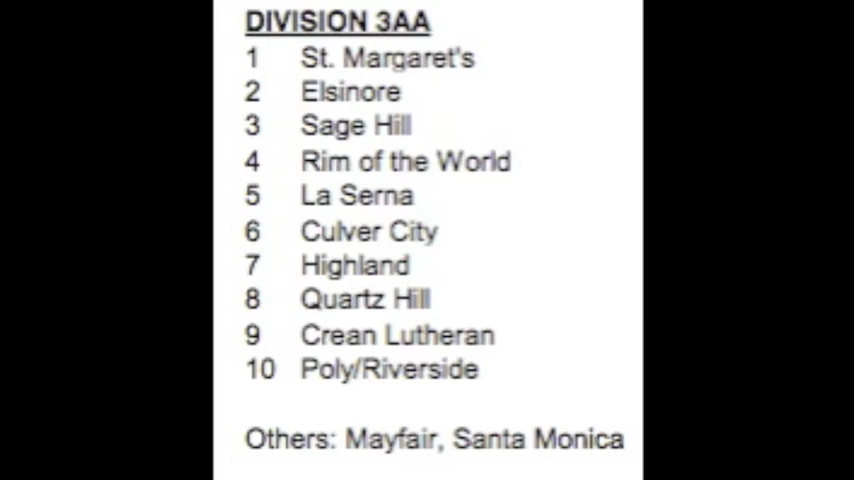 DIVISION 3AA
1 St. Margaret's
2 Elsinore
3 Sage Hill
4 Rim of the World
5 La Serna
6 Culver City
7 Highland
8 Quartz Hill
9 Crean Lutheran
10 Poly/Riverside
Others: Mayfair, Santa Monica